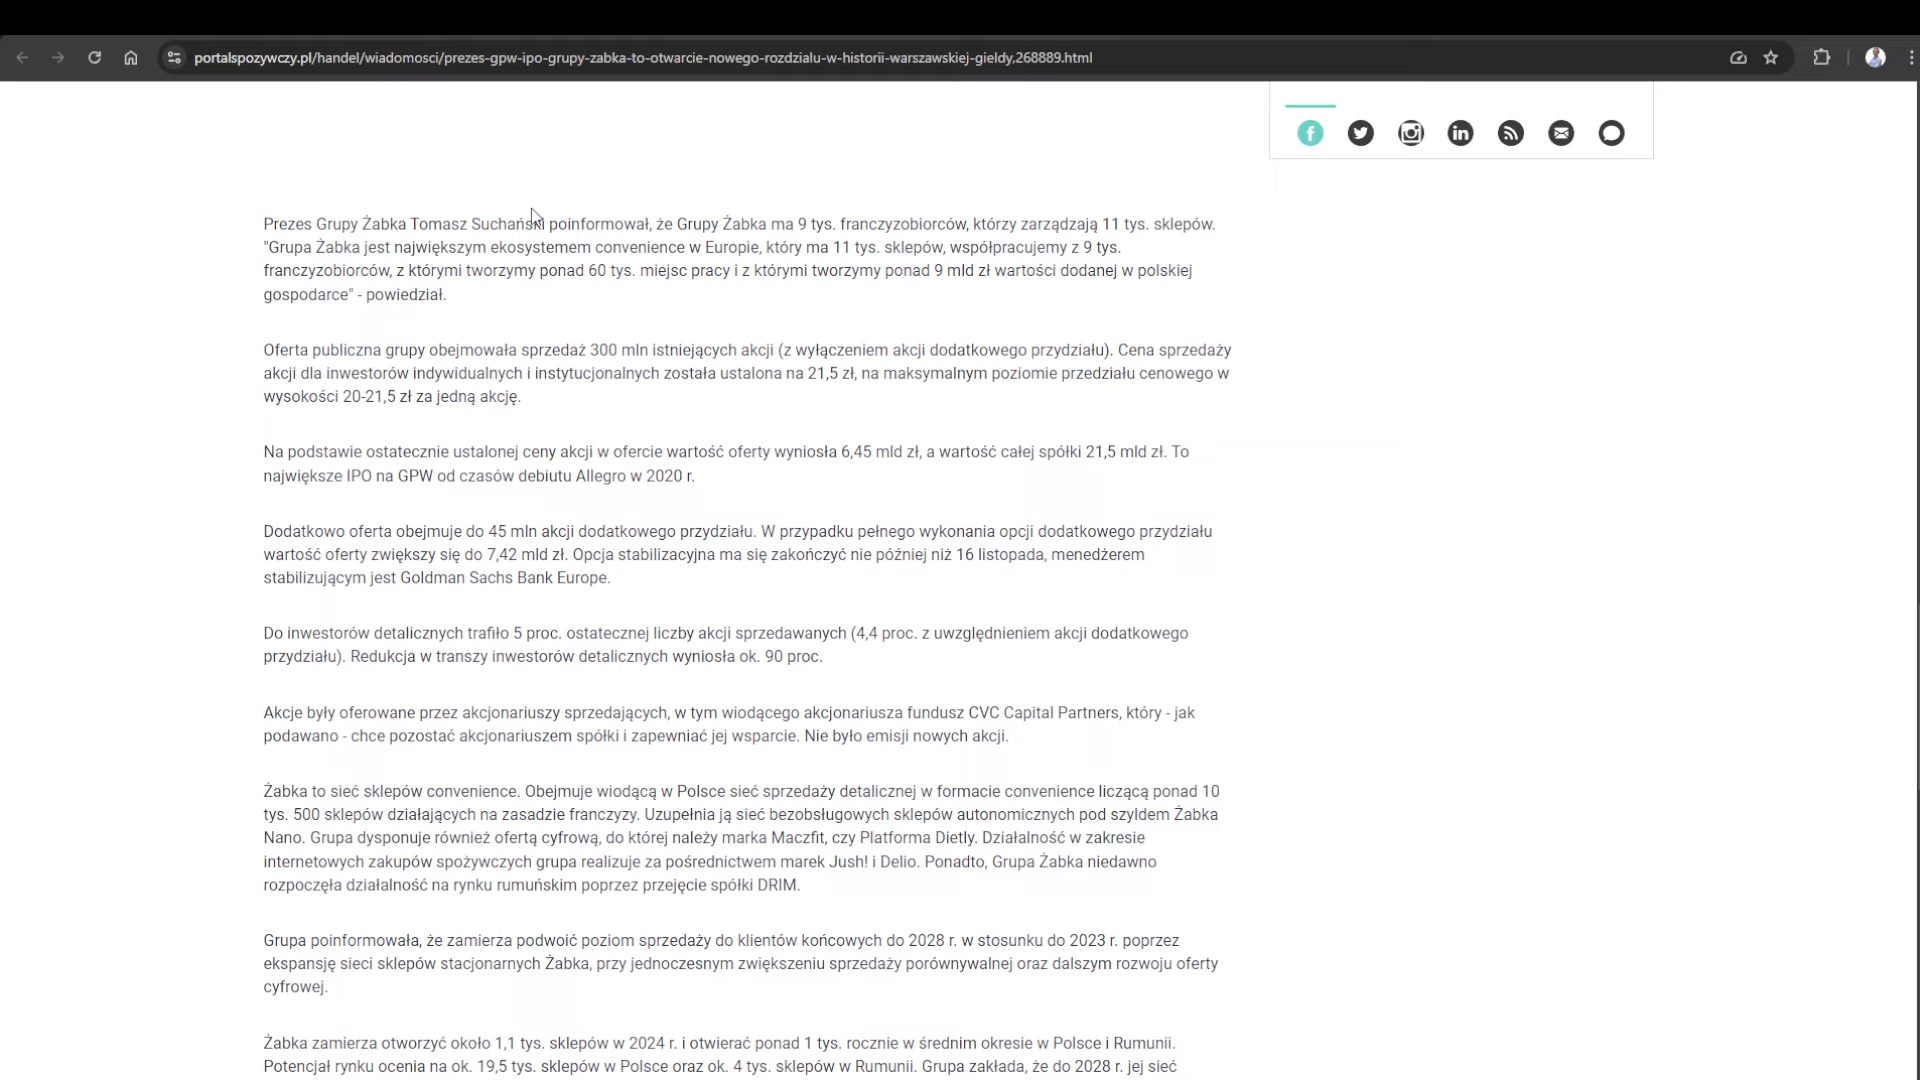 portalspozywczy.pl/handel/wiadomosci/prezes-gpw-ipo-grupy-zabka-to-otwarcie-nowego-rozdzialu-w-historii-warszawskiej-gieldy,268889.html
Prezes Grupy Żabka Tomasz Suchański poinformował, że Grupy Żabka ma 9 tys. franczyzobiorców, którzy zarządzają 11 tys. sklepów.
"Grupa Żabka jest największym ekosystemem convenience w Europie, który ma 11 tys. sklepów, współpracujemy z 9 tys.
franczyzobiorców, z którymi tworzymy ponad 60 tys. miejsc pracy i z którymi tworzymy ponad 9 mld zł wartości dodanej w polskiej
gospodarce" - powiedział.
Oferta publiczna grupy obejmowała sprzedaż 300 mln istniejących akcji (z wyłączeniem akcji dodatkowego przydziału). Cena sprzedaży
akcji dla inwestorów indywidualnych i instytucjonalnych została ustalona na 21,5 zł, na maksymalnym poziomie przedziału cenowego w
wysokości 20-21,5 zł za jedną akcję.
Na podstawie ostatecznie ustalonej ceny akcji w ofercie wartość oferty wyniosła 6,45 mld zł, a wartość całej spółki 21,5 mld zł. To
największe IPO na GPW od czasów debiutu Allegro w 2020 r.
Dodatkowo oferta obejmuje do 45 mln akcji dodatkowego przydziału. W przypadku pełnego wykonania opcji dodatkowego przydziału
wartość oferty zwiększy się do 7,42 mld zł. Opcja stabilizacyjna ma się zakończyć nie później niż 16 listopada, menedżerem
stabilizującym jest Goldman Sachs Bank Europe.
Do inwestorów detalicznych trafiło 5 proc. ostatecznej liczby akcji sprzedawanych (4,4 proc. z uwzględnieniem akcji dodatkowego
przydziału). Redukcja w transzy inwestorów detalicznych wyniosła ok. 90 proc.
Akcje były oferowane przez akcjonariuszy sprzedających, w tym wiodącego akcjonariusza fundusz CVC Capital Partners, który - jak
podawano - chce pozostać akcjonariuszem spółki i zapewniać jej wsparcie. Nie było emisji nowych akcji.
Żabka to sieć sklepów convenience. Obejmuje wiodącą w Polsce sieć sprzedaży detalicznej w formacie convenience liczącą ponad 10
tys. 500 sklepów działających na zasadzie franczyzy. Uzupełnia ją sieć bezobsługowych sklepów autonomicznych pod szyldem Żabka
Nano. Grupa dysponuje również ofertą cyfrową, do której należy marka Maczfit, czy Platforma Dietly. Działalność w zakresie
internetowych zakupów spożywczych grupa realizuje za pośrednictwem marek Jush! i Delio. Ponadto, Grupa Żabka niedawno
rozpoczęła działalność na rynku rumuńskim poprzez przejęcie spółki DRIM.
Grupa poinformowała, że zamierza podwoić poziom sprzedaży do klientów końcowych do 2028 r. w stosunku do 2023 r. poprzez
ekspansję sieci sklepów stacjonarnych Żabka, przy jednoczesnym zwiększeniu sprzedaży porównywalnej oraz dalszym rozwoju oferty
cyfrowej.
Żabka zamierza otworzyć około 1,1 tys. sklepów w 2024 r. i otwierać ponad 1 tys. rocznie w średnim okresie w Polsce i Rumunii.
Potencjał rynku ocenia na ok. 19,5 tys. sklepów w Polsce oraz ok. 4 tys. sklepów w Rumunii. Grupa zakłada, że do 2028 r. jej sieć